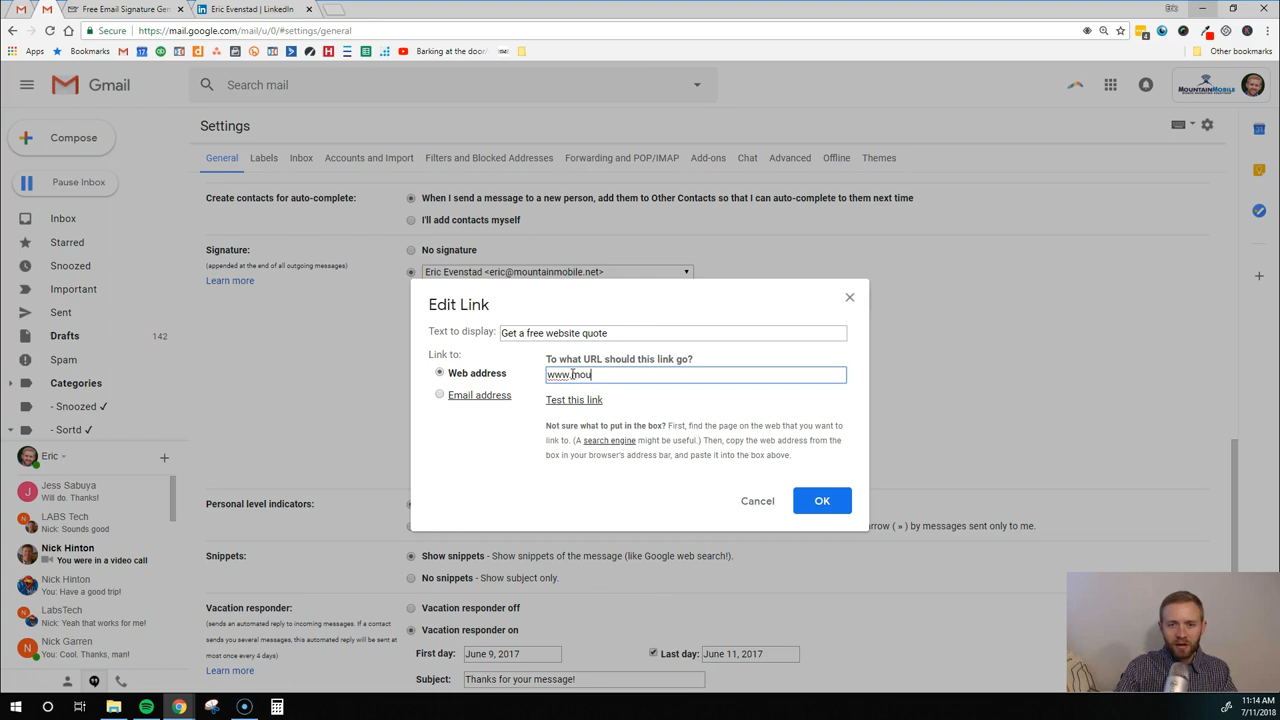 Free Email Signature Gen
Eric Evenstad | LinkedIn
Secure
https://mail.google.com/mail/u/0/#settings/general
Apps
Bookmarks
Barking at the door
Other bookmarks
Gmail
Search mail
MOUNTAINMOBILE
Compose
Pause Inbox
Inbox
Starred
Snoozed
Important
Sent
Drafts 142
Spam
Categories
- Snoozed ✓
- Sortd ✓
Eric
Jess Sabuya
Will do. Thanks!
LABS Tech
Nick: Sounds good
Nick Hinton
You were in a video call
Nick Hinton
You: Have a good trip!
LabsTech
Nick: Yeah that works for me!
Nick Garren
You: Cool. Thanks, man!
Settings
General Labels Inbox Accounts and Import Filters and Blocked Addresses Forwarding and POP/IMAP Add-ons Chat Advanced Offline Themes
Create contacts for auto-complete:
When I send a message to a new person, add them to Other Contacts so that I can auto-complete to them next time
I'll add contacts myself
Signature:
(appended at the end of all outgoing messages)
Learn more
No signature
Eric Evenstad <eric@mountainmobile.net>
Edit Link
Text to display: Get a free website quote
Link to:
Web address
Email address
To what URL should this link go?
www.mou
Test this link
Not sure what to put in the box? First, find the page on the web that you want
to link to. (A search engine might be useful.) Then, copy the web address from the
box in your browser's address bar, and paste it into the box above.
Cancel
OK
Personal level indicators:
arrow ( » ) by messages sent only to me.
Snippets:
Show snippets - Show snippets of the message (like Google web search!).
No snippets - Show subject only.
Vacation responder:
(sends an automated reply to incoming messages. If a contact
sends you several messages, this automated reply will be sent at
most once every 4 days)
Learn more
Vacation responder off
Vacation responder on
First day: June 9, 2017
Last day: June 11, 2017
Subject: Thanks for your message!
11:14 AM
7/11/2018